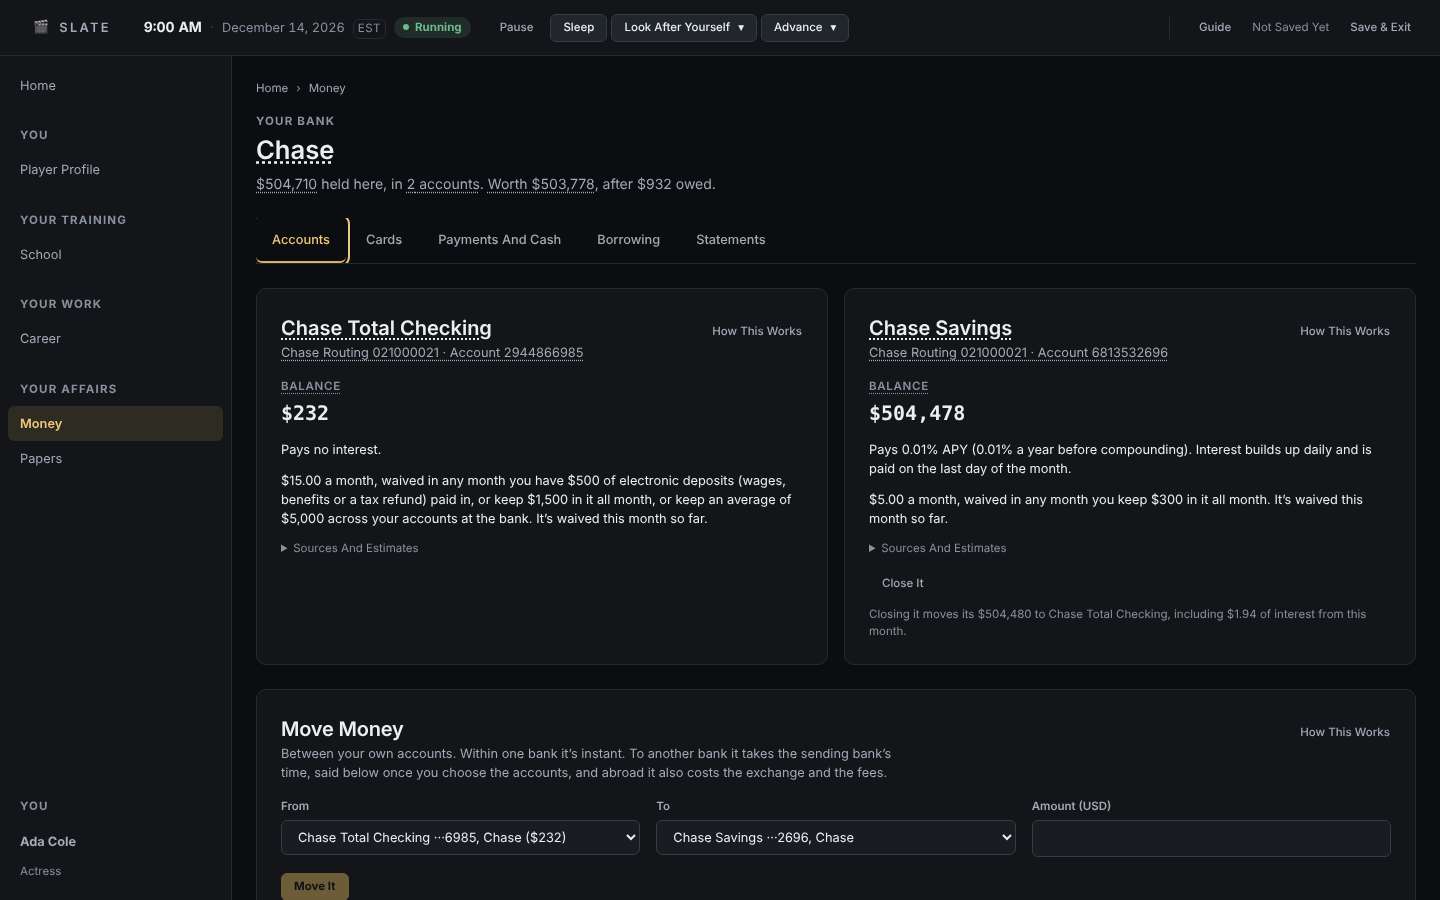 SLATE
9:00 AM · December 14, 2026 EST Running
Pause
Sleep
Look After Yourself ▾
Advance ▾
Guide
Not Saved Yet
Save & Exit
Home
YOU
Player Profile
YOUR TRAINING
School
YOUR WORK
Career
YOUR AFFAIRS
Money
Papers
YOU
Ada Cole
Actress
Home › Money
YOUR BANK
Chase
$504,710 held here, in 2 accounts. Worth $503,778, after $932 owed.
Accounts
Cards
Payments And Cash
Borrowing
Statements
Chase Total Checking
How This Works
Chase Routing 021000021 · Account 2944866985
BALANCE
$232
Pays no interest.
$15.00 a month, waived in any month you have $500 of electronic deposits (wages,
benefits or a tax refund) paid in, or keep $1,500 in it all month, or keep an average of
$5,000 across your accounts at the bank. It’s waived this month so far.
Sources And Estimates
Chase Savings
How This Works
Chase Routing 021000021 · Account 6813532696
BALANCE
$504,478
Pays 0.01% APY (0.01% a year before compounding). Interest builds up daily and is
paid on the last day of the month.
$5.00 a month, waived in any month you keep $300 in it all month. It’s waived this
month so far.
Sources And Estimates
Close It
Closing it moves its $504,480 to Chase Total Checking, including $1.94 of interest from this
month.
Move Money
How This Works
Between your own accounts. Within one bank it’s instant. To another bank it takes the sending bank’s
time, said below once you choose the accounts, and abroad it also costs the exchange and the fees.
From
To
Amount (USD)
Chase Total Checking ···6985, Chase ($232)
Chase Savings ···2696, Chase
Move It